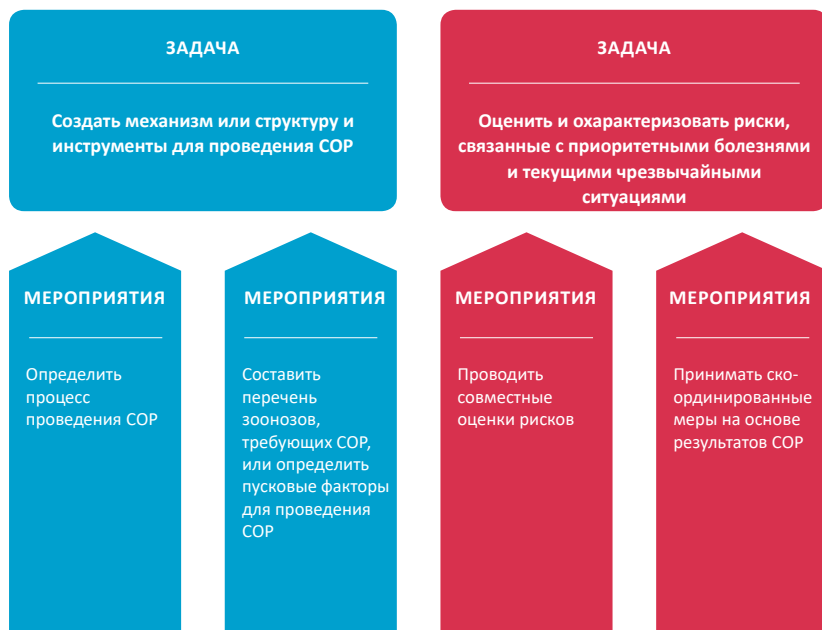 ЗАДАЧА
Создать механизм или структуру и
инструменты для проведения СОР
ЗАДАЧА
Оценить и охарактеризовать риски,
связанные с приоритетными болезнями
и текущими чрезвычайными
ситуациями
МЕРОПРИЯТИЯ
Определить
процесс
проведения СОР
МЕРОПРИЯТИЯ
Составить
перечень
зоонозов,
требующих СОР,
или определить
пусковые факторы
для проведения
СОР
МЕРОПРИЯТИЯ
Проводить
совместные
оценки рисков
МЕРОПРИЯТИЯ
Принимать ско-
ординированные
меры на основе
результатов СОР